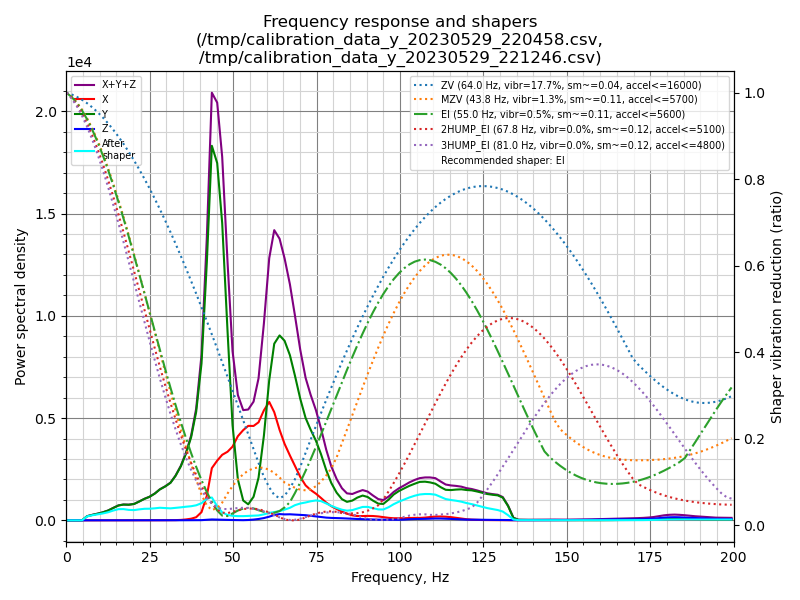 Frequency response and shapers
(/tmp/calibration_data_y_20230529_220458.csv,
/tmp/calibration_data_y_20230529_221246.csv)
1e4
X+Y+Z
X
Y
Z
After
shaper
ZV (64.0 Hz, vibr=17.7%, sm~=0.04, accel<=16000)
MZV (43.8 Hz, vibr=1.3%, sm~=0.11, accel<=5700)
EI (55.0 Hz, vibr=0.5%, sm~=0.11, accel<=5600)
2HUMP_EI (67.8 Hz, vibr=0.0%, sm~=0.12, accel<=5100)
3HUMP_EI (81.0 Hz, vibr=0.0%, sm~=0.12, accel<=4800)
Recommended shaper: EI
Power spectral density
2.0
1.5
1.0
0.5
0.0
1.0
0.8
0.6
0.4
0.2
0.0
Shaper vibration reduction (ratio)
0 25 50 75 100 125 150 175 200
Frequency, Hz